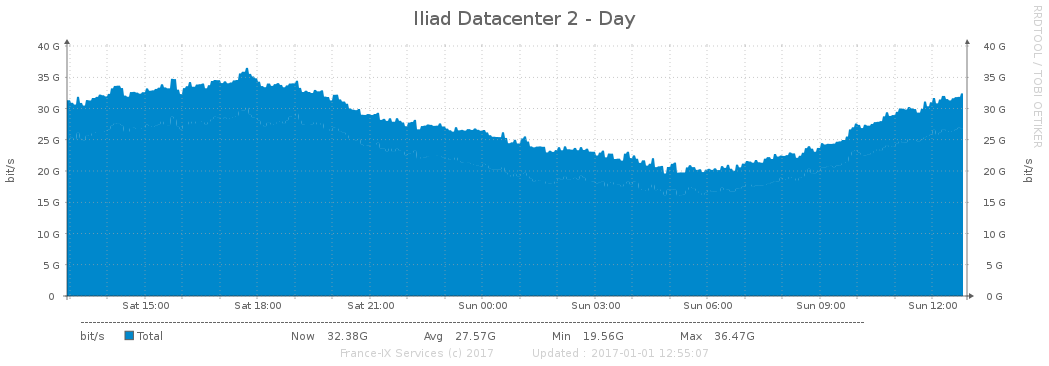 Iliad Datacenter 2 - Day
RRDTOOL / TOBI OETIKER
40 G 40 G
35 G 35 G
30 G 30 G
25 G 25 G
20 G 20 G
15 G 15 G
10 G 10 G
5 G 5 G
0 0 G
bit/s bit/s
Sat 15:00 Sat 18:00 Sat 21:00 Sun 00:00 Sun 03:00 Sun 06:00 Sun 09:00 Sun 12:00
bit/s Total Now 32.38G Avg 27.57G Min 19.56G Max 36.47G
France-IX Services (c) 2017 Updated : 2017-01-01 12:55:07